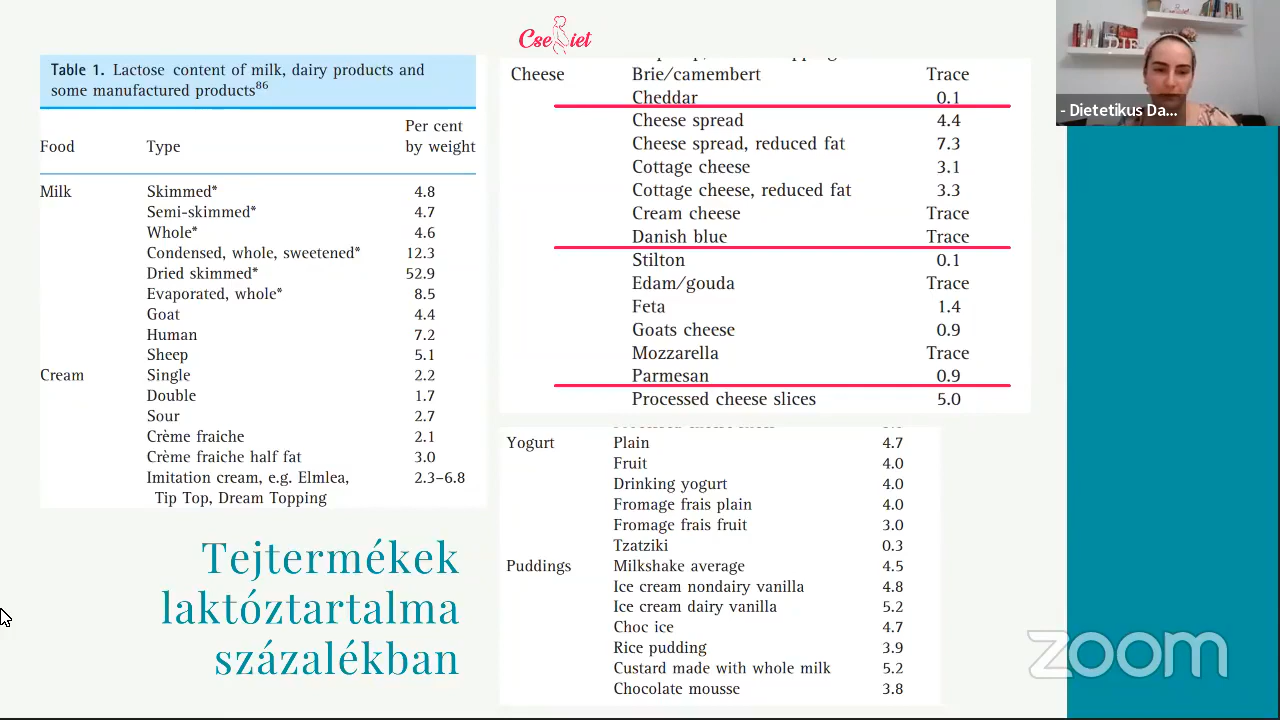 Cse iet
Table 1. Lactose content of milk, dairy products and
some manufactured products86
Food Type Per cent by weight
Milk Skimmed* 4.8
Semi-skimmed* 4.7
Whole* 4.6
Condensed, whole, sweetened* 12.3
Dried skimmed* 52.9
Evaporated, whole* 8.5
Goat 4.4
Human 7.2
Sheep 5.1
Cream Single 2.2
Double 1.7
Sour 2.7
Crème fraiche 2.1
Crème fraiche half fat 3.0
Imitation cream, e.g. Elmlea, 2.3–6.8
Tip Top, Dream Topping
Cheese Brie/camembert Trace
Cheddar 0.1
Cheese spread 4.4
Cheese spread, reduced fat 7.3
Cottage cheese 3.1
Cottage cheese, reduced fat 3.3
Cream cheese Trace
Danish blue Trace
Stilton 0.1
Edam/gouda Trace
Feta 1.4
Goats cheese 0.9
Mozzarella Trace
Parmesan 0.9
Processed cheese slices 5.0
Yogurt Plain 4.7
Fruit 4.0
Drinking yogurt 4.0
Fromage frais plain 4.0
Fromage frais fruit 3.0
Tzatziki 0.3
Puddings Milkshake average 4.5
Ice cream nondairy vanilla 4.8
Ice cream dairy vanilla 5.2
Choc ice 4.7
Rice pudding 3.9
Custard made with whole milk 5.2
Chocolate mousse 3.8
Tejtermékek
laktóztartalma
százalékban
- Dietetikus Da...
zoom